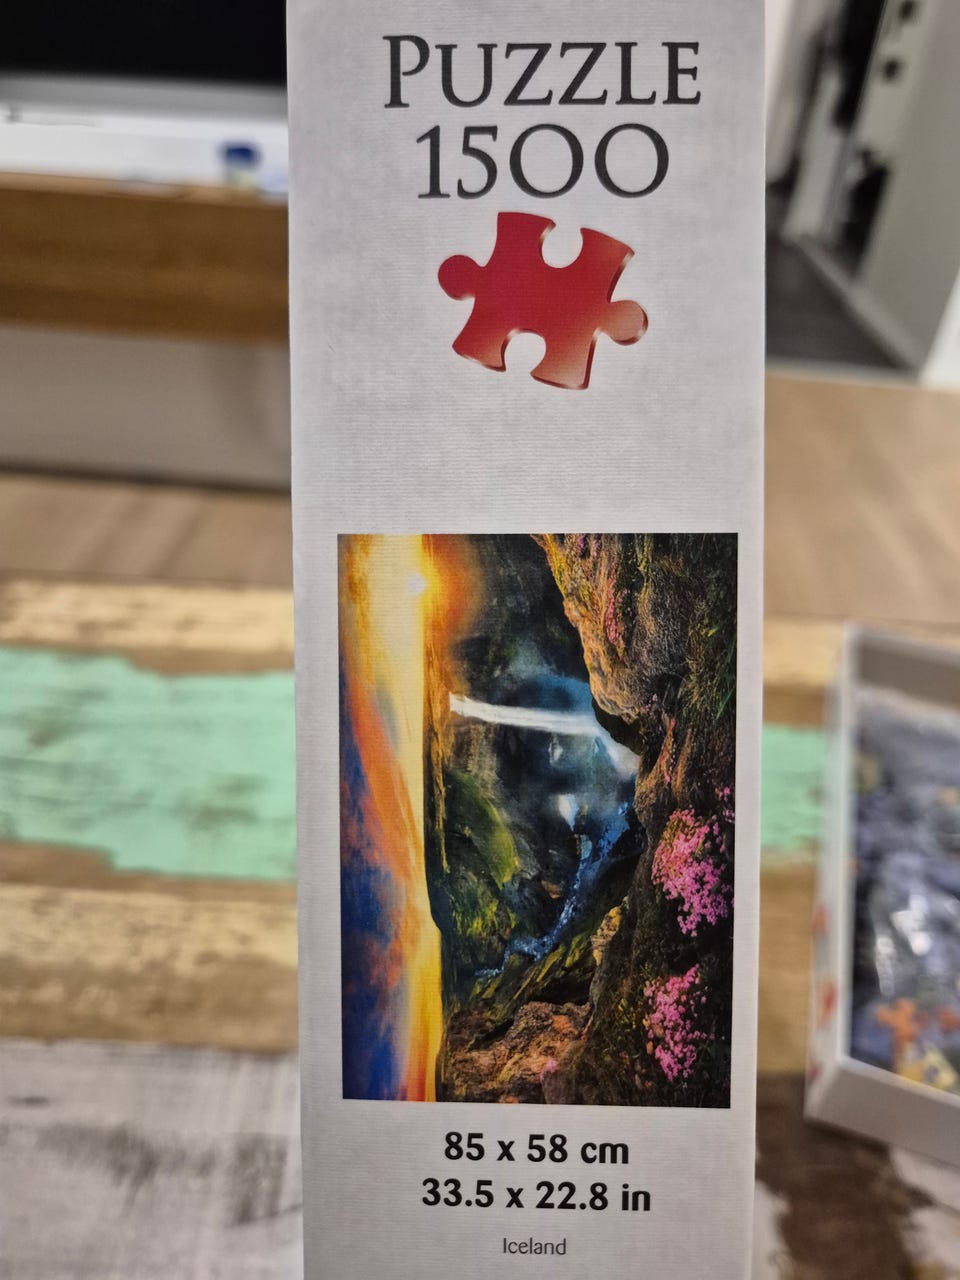 PUZZLE
1500
85 x 58 cm
33.5 x 22.8 in
Iceland